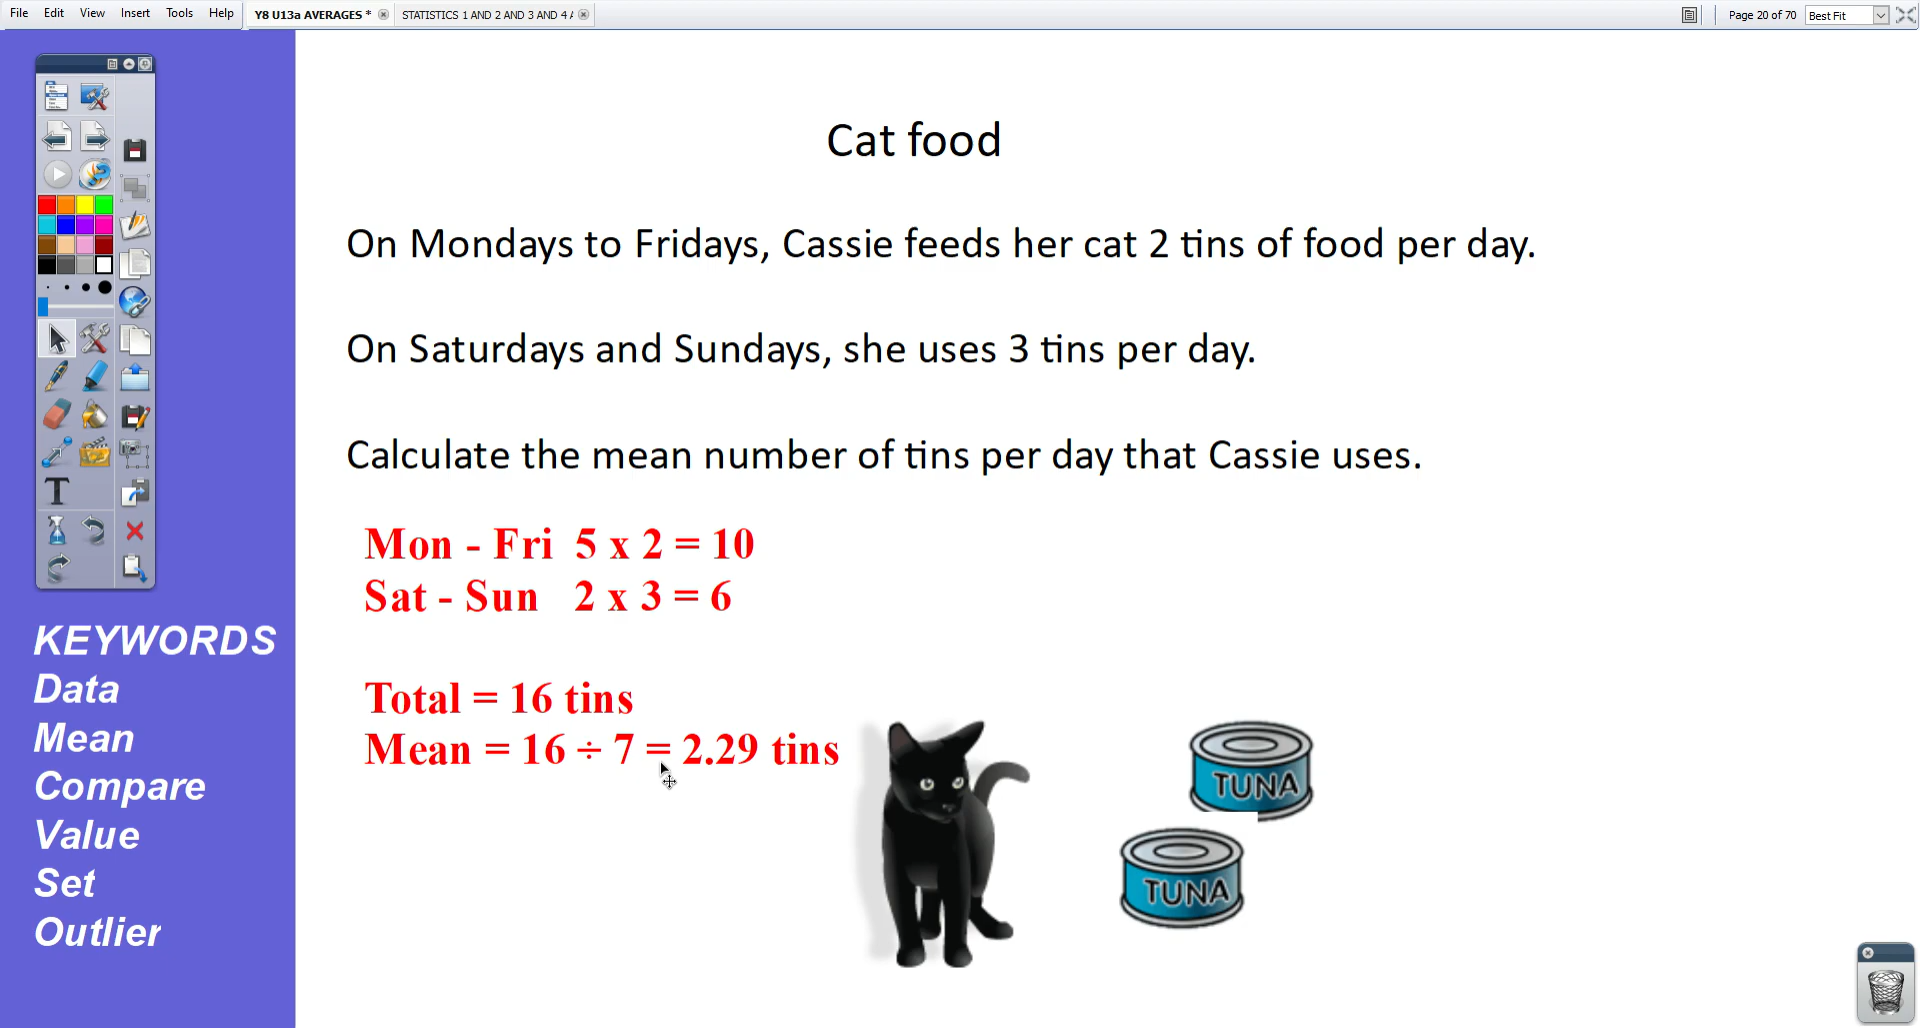 File Edit View Insert Tools Help
Y8 U13a AVERAGES *
STATISTICS 1 AND 2 AND 3 AND 4 /
Page 20 of 70
Best Fit
Cat food
On Mondays to Fridays, Cassie feeds her cat 2 tins of food per day.
On Saturdays and Sundays, she uses 3 tins per day.
Calculate the mean number of tins per day that Cassie uses.
Mon - Fri 5 x 2 = 10
Sat - Sun 2 x 3 = 6
Total = 16 tins
Mean = 16 ÷ 7 = 2.29 tins
TUNA
TUNA
T
KEYWORDS
Data
Mean
Compare
Value
Set
Outlier